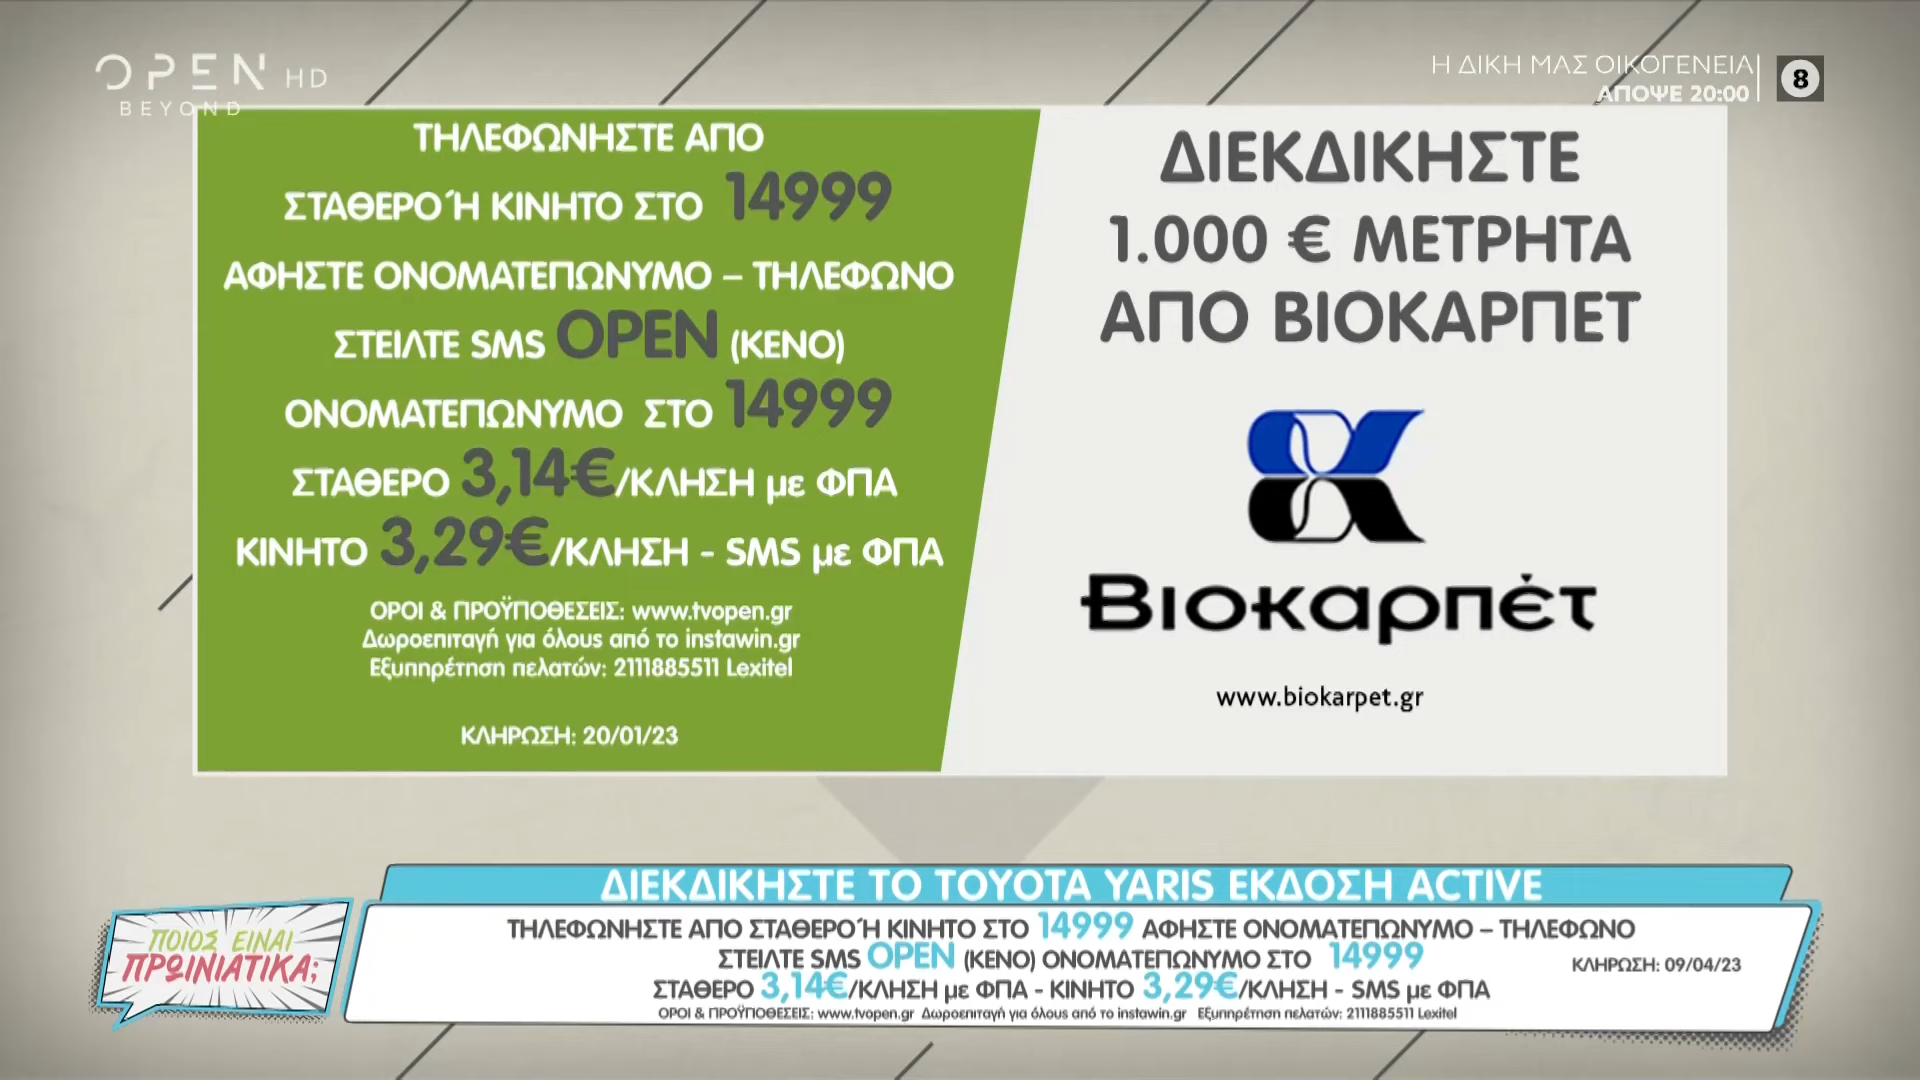 OPEN HD
BEYOND
Η ΔΙΚΗ ΜΑΣ ΟΙΚΟΓΕΝΕΙΑ
ΑΠΟΨΕ 20:00
8
ΤΗΛΕΦΩΝΗΣΤΕ ΑΠΟ
ΣΤΑΘΕΡΟ Ή ΚΙΝΗΤΟ ΣΤΟ 14999
ΑΦΗΣΤΕ ΟΝΟΜΑΤΕΠΩΝΥΜΟ – ΤΗΛΕΦΩΝΟ
ΣΤΕΙΛΤΕ SMS OPEN (ΚΕΝΟ)
ΟΝΟΜΑΤΕΠΩΝΥΜΟ ΣΤΟ 14999
ΣΤΑΘΕΡΟ 3,14€/ΚΛΗΣΗ με ΦΠΑ
ΚΙΝΗΤΟ 3,29€/ΚΛΗΣΗ - SMS με ΦΠΑ
ΟΡΟΙ & ΠΡΟΫΠΟΘΕΣΕΙΣ: www.tvopen.gr
Δωροεπιταγή για όλους από το instawin.gr
Εξυπηρέτηση πελατών: 2111885511 Lexitel
ΚΛΗΡΩΣΗ: 20/01/23
ΔΙΕΚΔΙΚΗΣΤΕ
1.000 € ΜΕΤΡΗΤΑ
ΑΠΟ ΒΙΟΚΑΡΠΕΤ
Βιοκαρπέτ
www.biokarpet.gr
ΔΙΕΚΔΙΚΗΣΤΕ ΤΟ TOYOTA YARIS ΕΚΔΟΣΗ ACTIVE
ΠΟΙΟΣ ΕΙΝΑΙ
ΠΡΩΙΝΙΑΤΙΚΑ;
ΤΗΛΕΦΩΝΗΣΤΕ ΑΠΟ ΣΤΑΘΕΡΟ Ή ΚΙΝΗΤΟ ΣΤΟ 14999 ΑΦΗΣΤΕ ΟΝΟΜΑΤΕΠΩΝΥΜΟ – ΤΗΛΕΦΩΝΟ
ΣΤΕΙΛΤΕ SMS OPEN (ΚΕΝΟ) ΟΝΟΜΑΤΕΠΩΝΥΜΟ ΣΤΟ 14999
ΚΛΗΡΩΣΗ: 09/04/23
ΣΤΑΘΕΡΟ 3,14€/ΚΛΗΣΗ με ΦΠΑ - ΚΙΝΗΤΟ 3,29€/ΚΛΗΣΗ - SMS με ΦΠΑ
ΟΡΟΙ & ΠΡΟΫΠΟΘΕΣΕΙΣ: www.tvopen.gr Δωροεπιταγή για όλους από το instawin.gr Εξυπηρέτηση πελατών: 2111885511 Lexitel